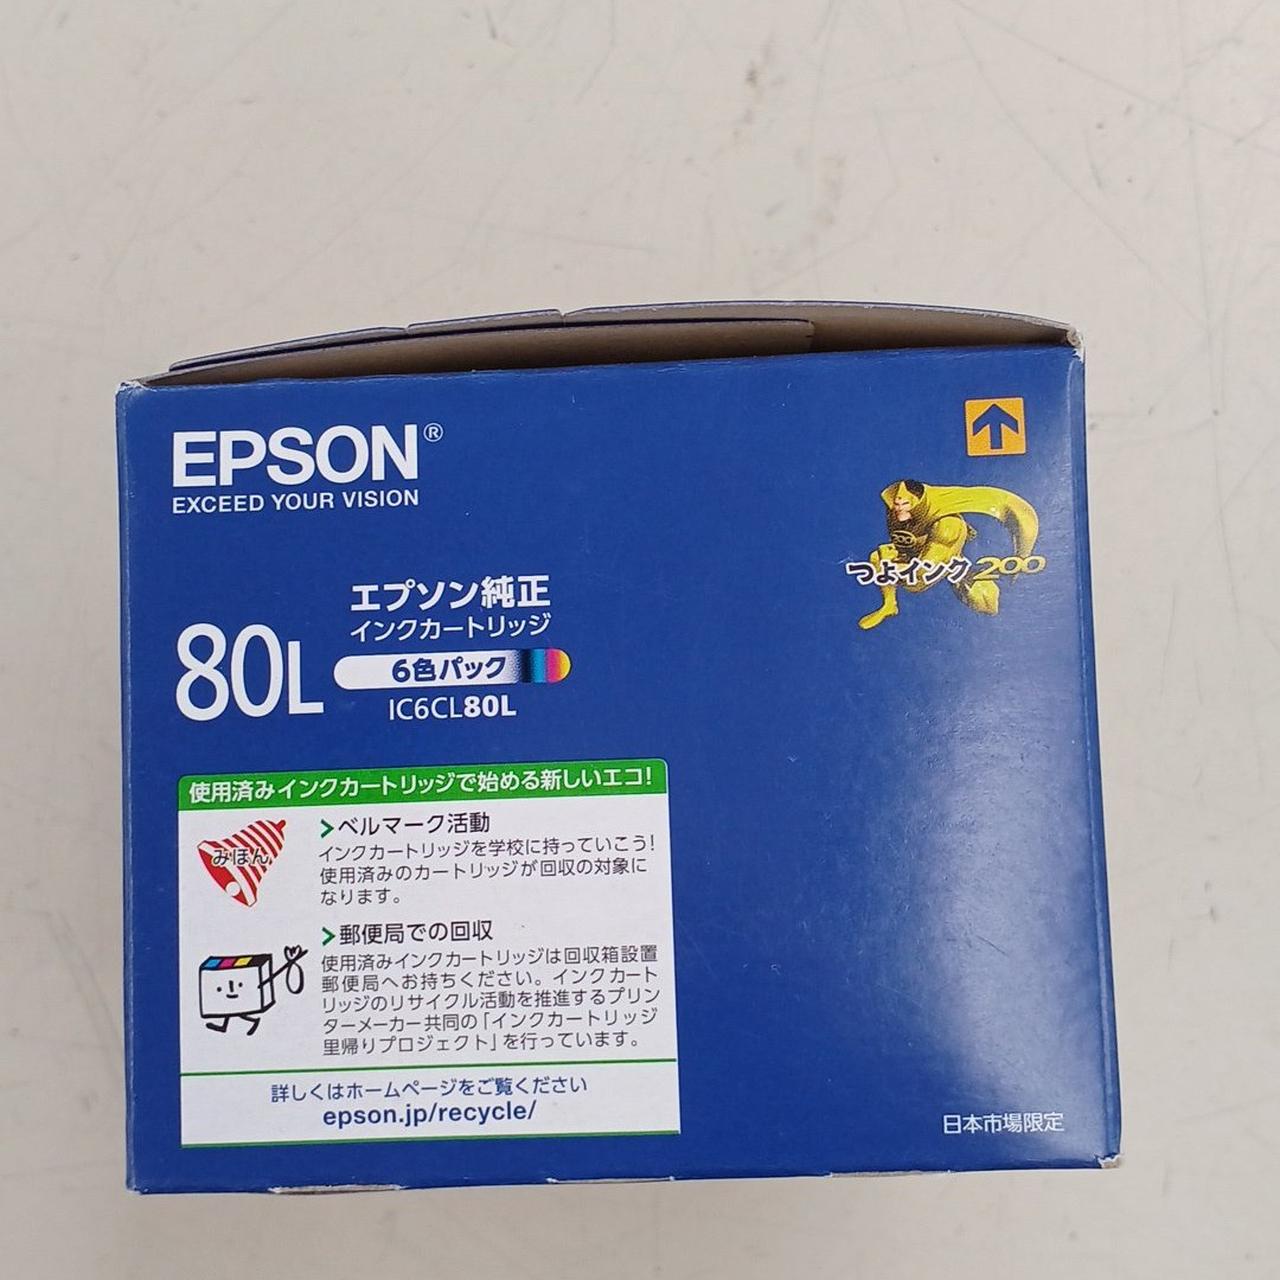 EPSON®
EXCEED YOUR VISION
つよインク200
エプソン純正
インクカートリッジ
80L
6色パック
IC6CL80L
使用済みインクカートリッジで始める新しいエコ!
みほん
>ベルマーク活動
インクカートリッジを学校に持っていこう!
使用済みのカートリッジが回収の対象に
なります。
>郵便局での回収
使用済みインクカートリッジは回収箱設置
郵便局へお持ちください。インクカート
リッジのリサイクル活動を推進するプリン
ターメーカー共同の「インクカートリッジ
里帰りプロジェクト」を行っています。
詳しくはホームページをご覧ください
epson.jp/recycle/
日本市場限定